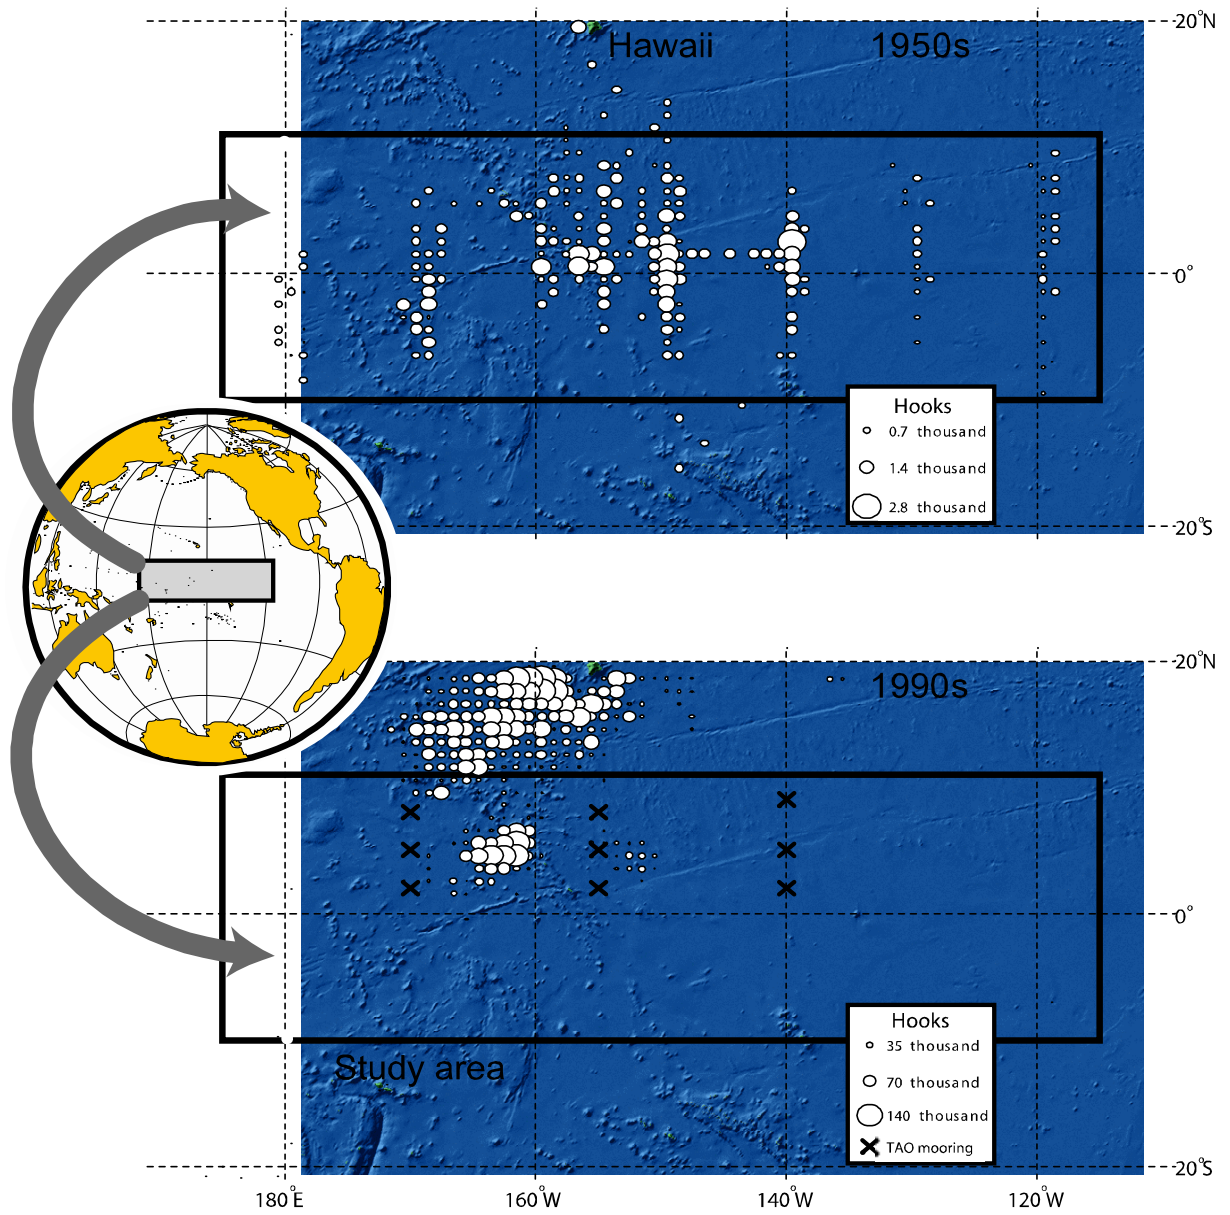 20°N
Hawaii 1950s
0°
Hooks
0.7 thousand
1.4 thousand
2.8 thousand
20°S
20°N
1990s
0°
Hooks
35 thousand
70 thousand
140 thousand
TAO mooring
Study area
20°S
180°E 160°W 140°W 120°W